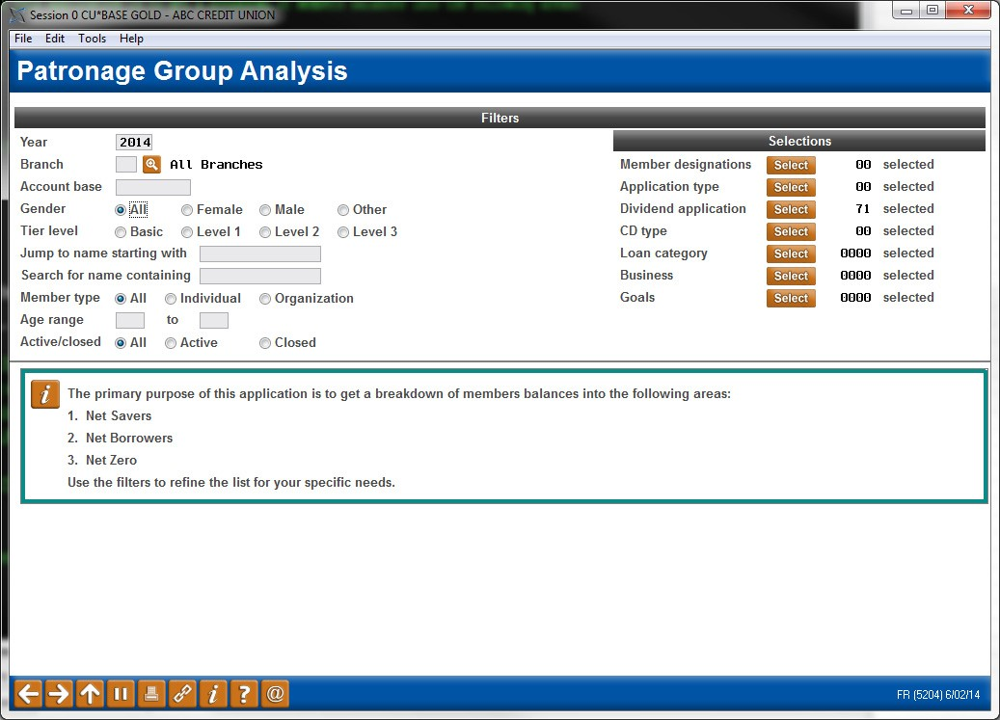 Session 0 CU*BASE GOLD - ABC CREDIT UNION
File Edit Tools Help
Patronage Group Analysis
Filters
Year 2014
Branch All Branches
Account base
Gender All Female Male Other
Tier level Basic Level 1 Level 2 Level 3
Jump to name starting with
Search for name containing
Member type All Individual Organization
Age range to
Active/closed All Active Closed
Selections
Member designations Select 00 selected
Application type Select 00 selected
Dividend application Select 71 selected
CD type Select 00 selected
Loan category Select 0000 selected
Business Select 0000 selected
Goals Select 0000 selected
i The primary purpose of this application is to get a breakdown of members balances into the following areas:
1. Net Savers
2. Net Borrowers
3. Net Zero
Use the filters to refine the list for your specific needs.
i ? @
FR (5204) 6/02/14